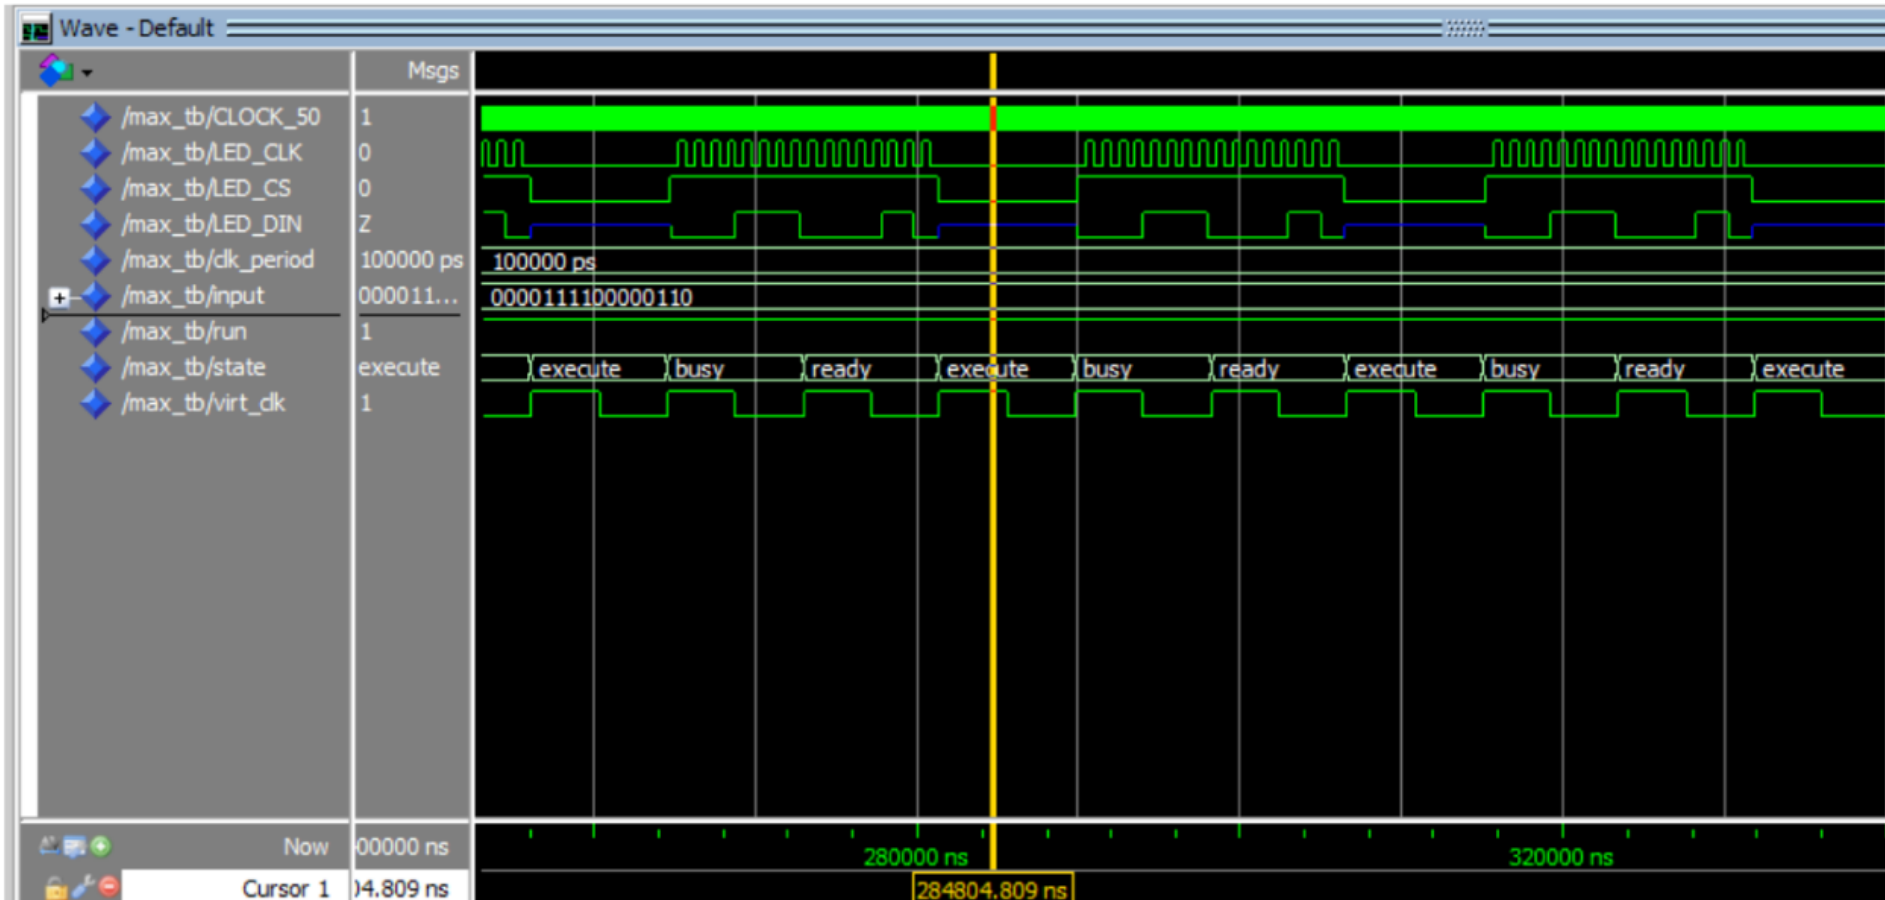 Wave - Default
Msgs
/max_tb/CLOCK_50 1
/max_tb/LED_CLK 0
/max_tb/LED_CS 0
/max_tb/LED_DIN Z
/max_tb/clk_period 100000 ps 100000 ps
/max_tb/input 000011... 0000111100000110
/max_tb/run 1
/max_tb/state execute execute busy ready execute busy ready execute busy ready execute
/max_tb/virt_clk 1
Now 00000 ns 280000 ns 320000 ns
Cursor 1 04.809 ns 284804.809 ns